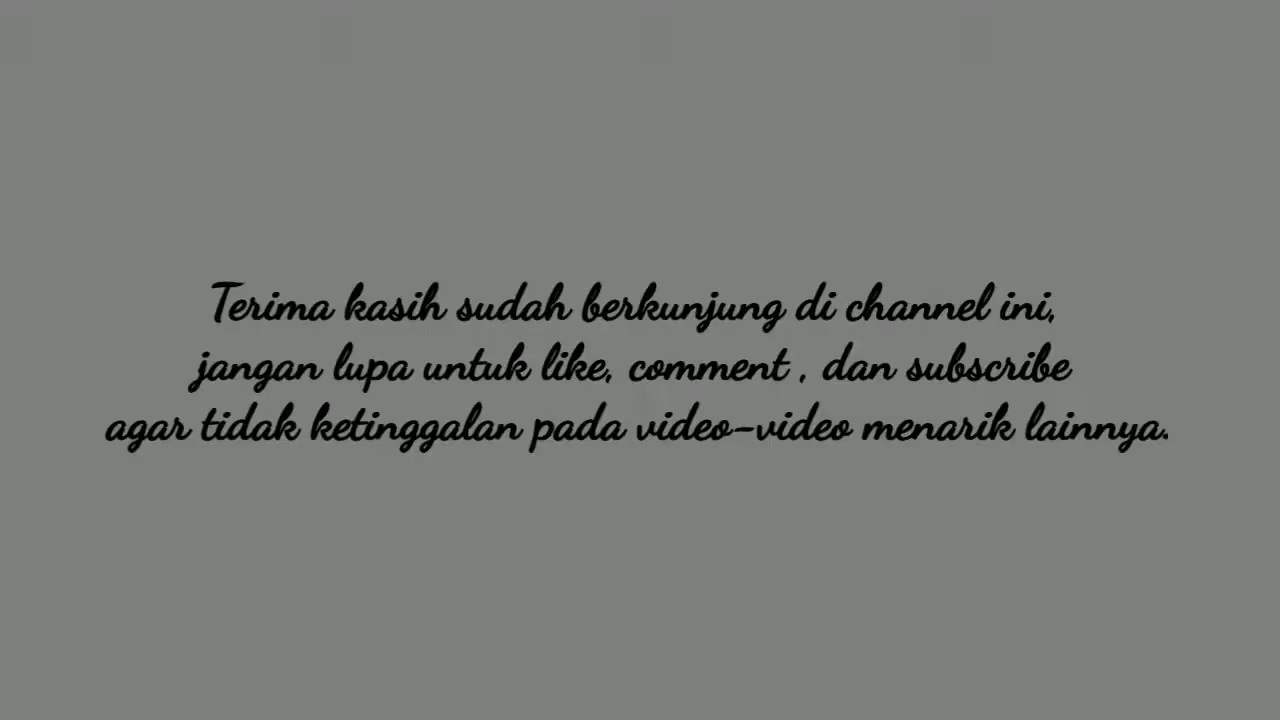 Terima kasih sudah berkunjung di channel ini,
jangan lupa untuk like, comment , dan subscribe
agar tidak ketinggalan pada video-video menarik lainnya.